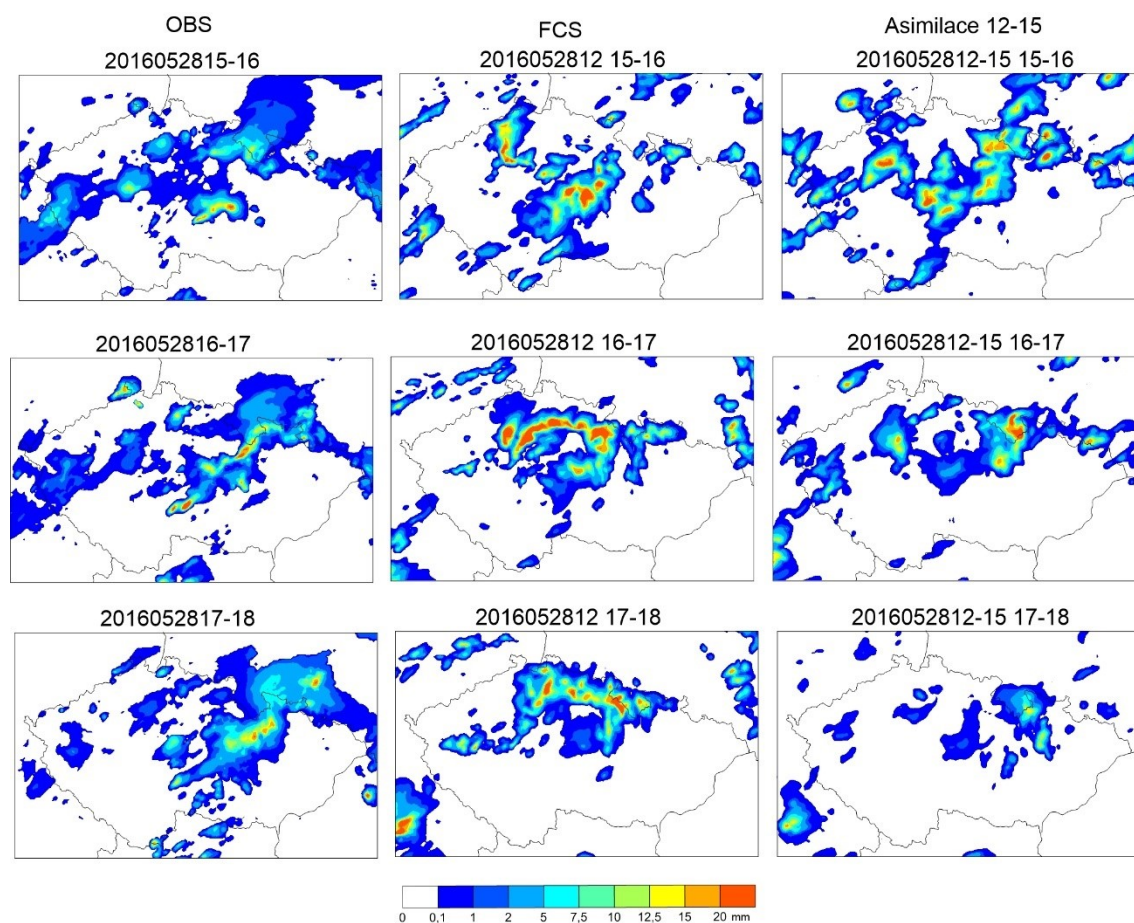 OBS
FCS
Asimilace 12-15
2016052815-16
2016052812 15-16
2016052812-15 15-16
2016052816-17
2016052812 16-17
2016052812-15 16-17
2016052817-18
2016052812 17-18
2016052812-15 17-18
0 0,1 1 2 5 7,5 10 12,5 15 20 mm